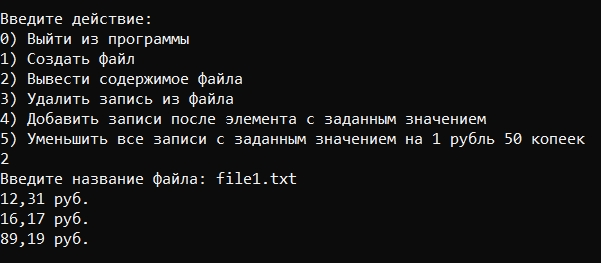 Введите действие:
0) Выйти из программы
1) Создать файл
2) Вывести содержимое файла
3) Удалить запись из файла
4) Добавить записи после элемента с заданным значением
5) Уменьшить все записи с заданным значением на 1 рубль 50 копеек
2
Введите название файла: file1.txt
12,31 руб.
16,17 руб.
89,19 руб.